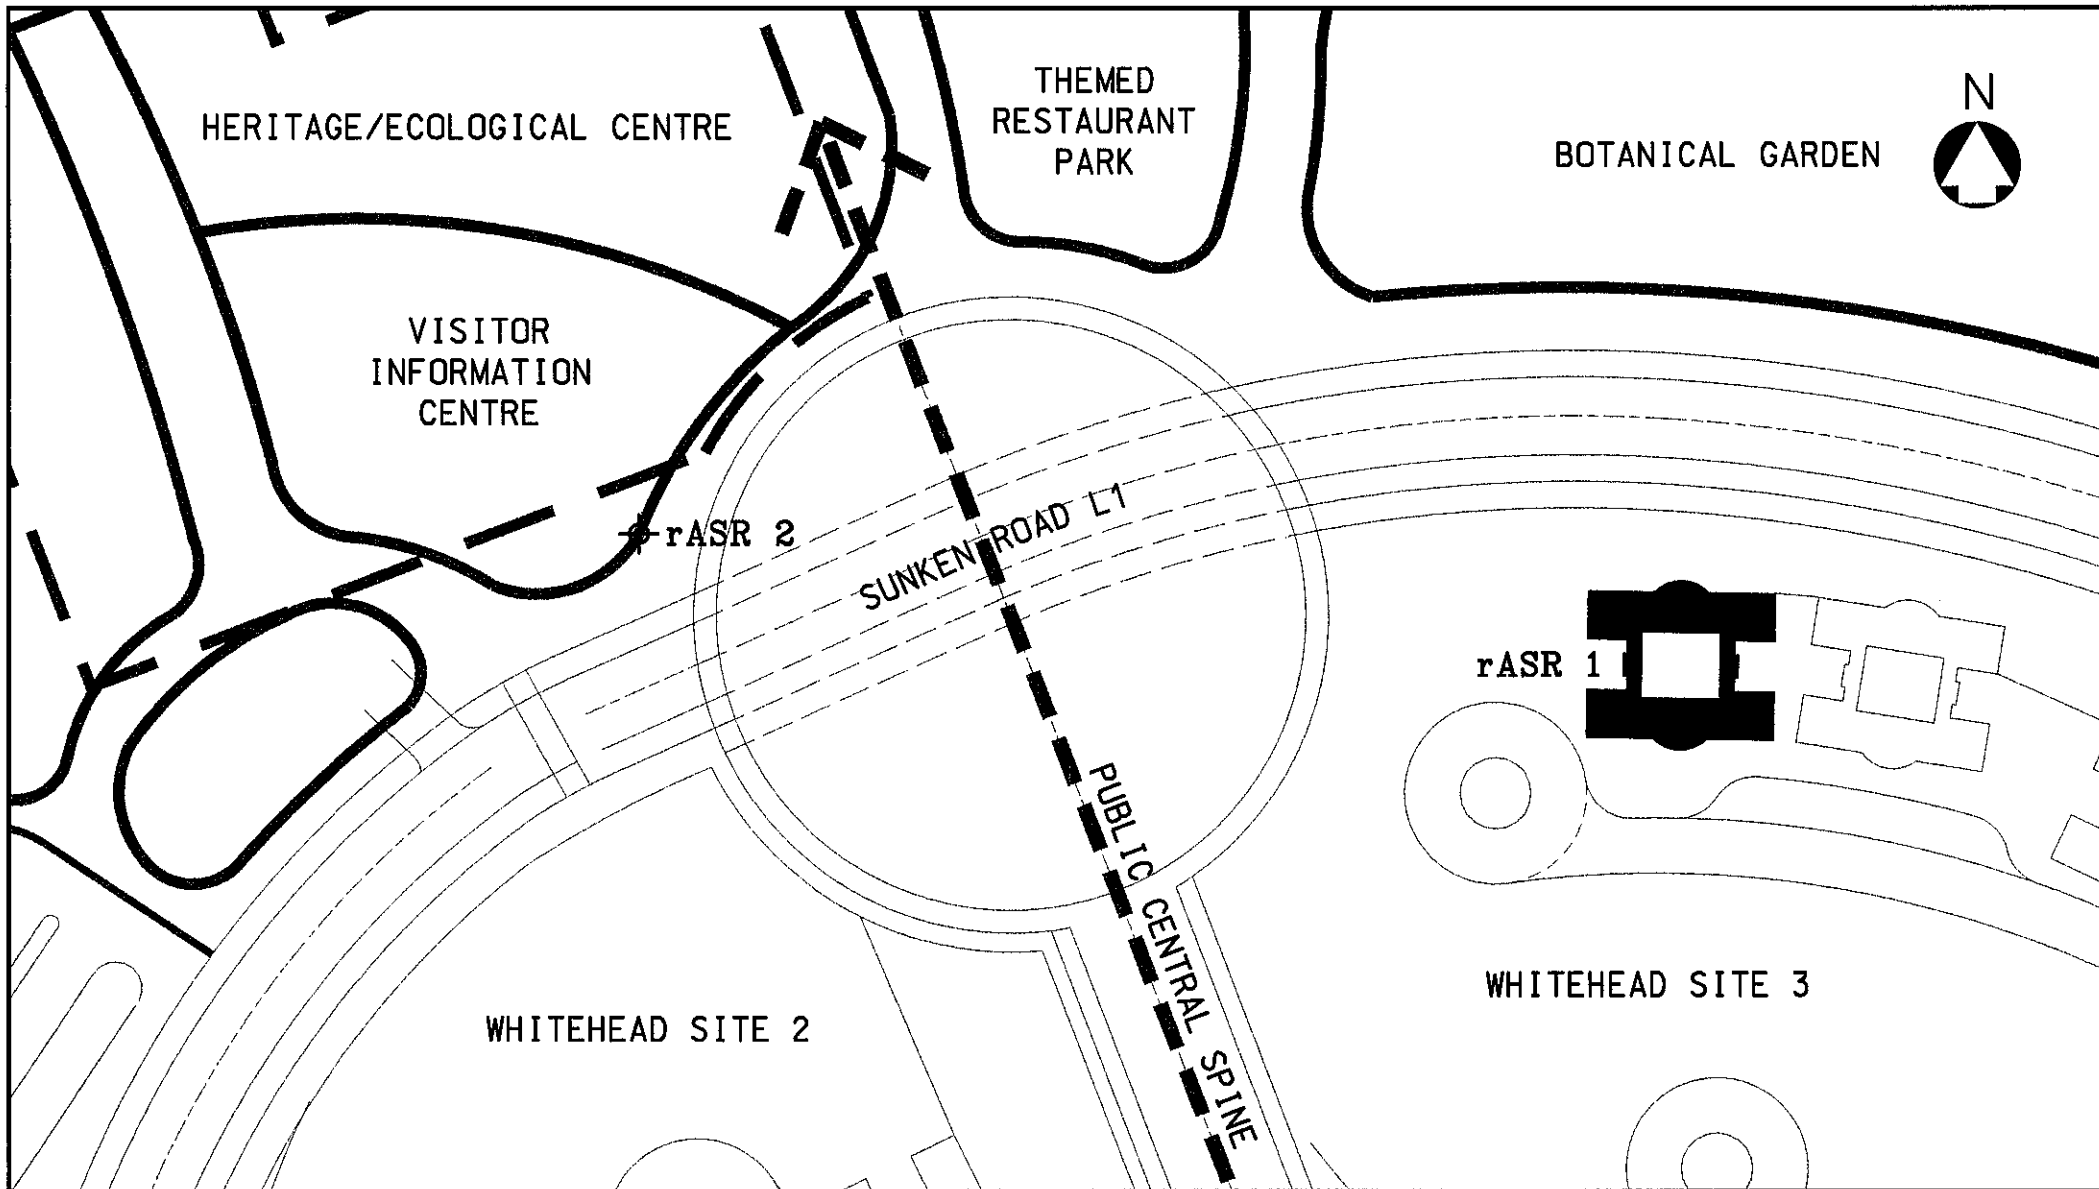 THEMED
RESTAURANT
PARK
N
HERITAGE/ECOLOGICAL CENTRE
BOTANICAL GARDEN
VISITOR
INFORMATION
CENTRE
rASR 2
SUNKEN ROAD L1
rASR 1
PUBLIC CENTRAL SPINE
WHITEHEAD SITE 3
WHITEHEAD SITE 2